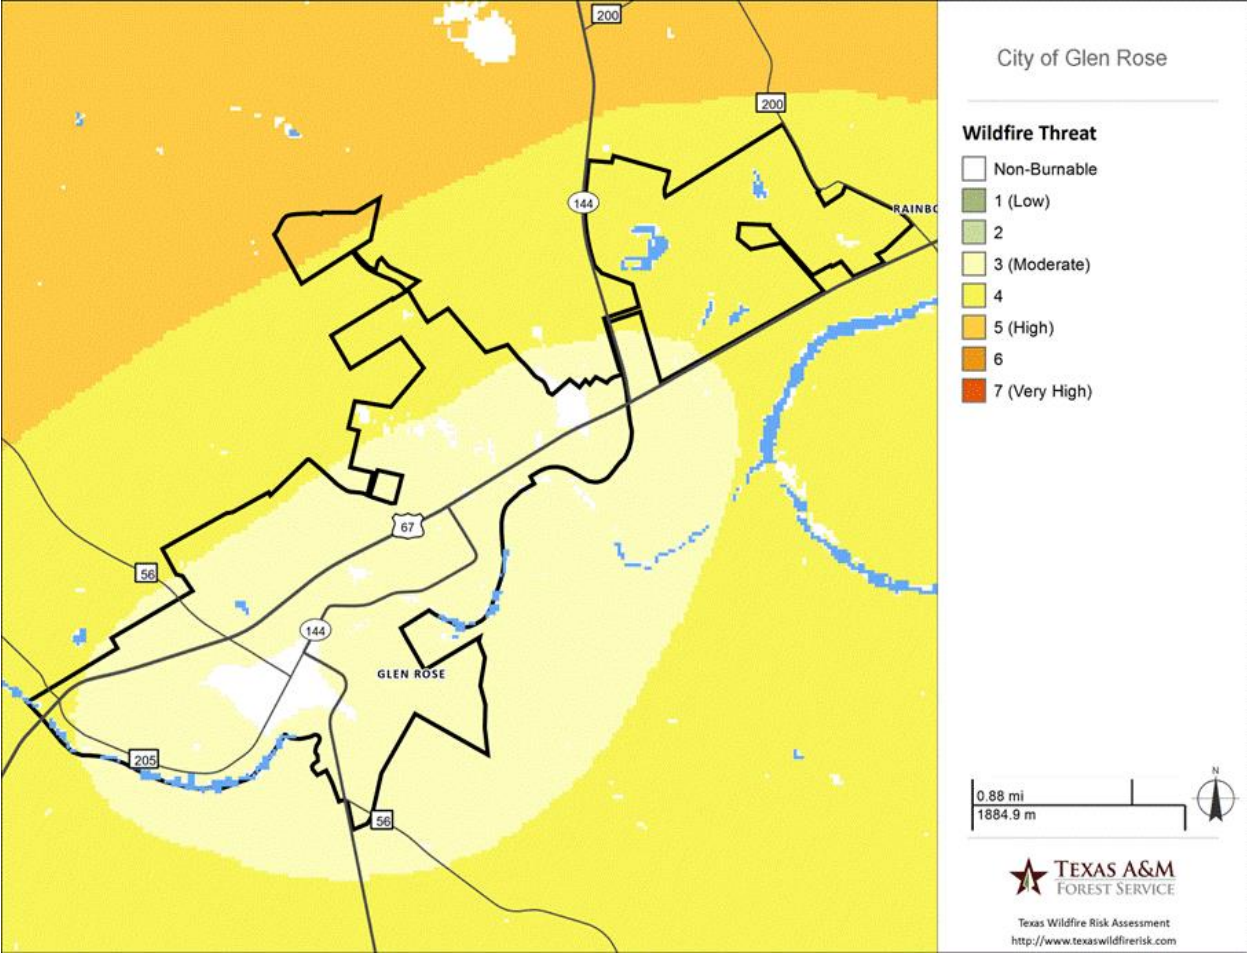 200
200
144
RAINBO
67
56
144
GLEN ROSE
205
56
City of Glen Rose
Wildfire Threat
Non-Burnable
1 (Low)
2
3 (Moderate)
4
5 (High)
6
7 (Very High)
N
0.88 mi
1884.9 m
TEXAS A&M
FOREST SERVICE
Texas Wildfire Risk Assessment
http://www.texaswildfirerisk.com